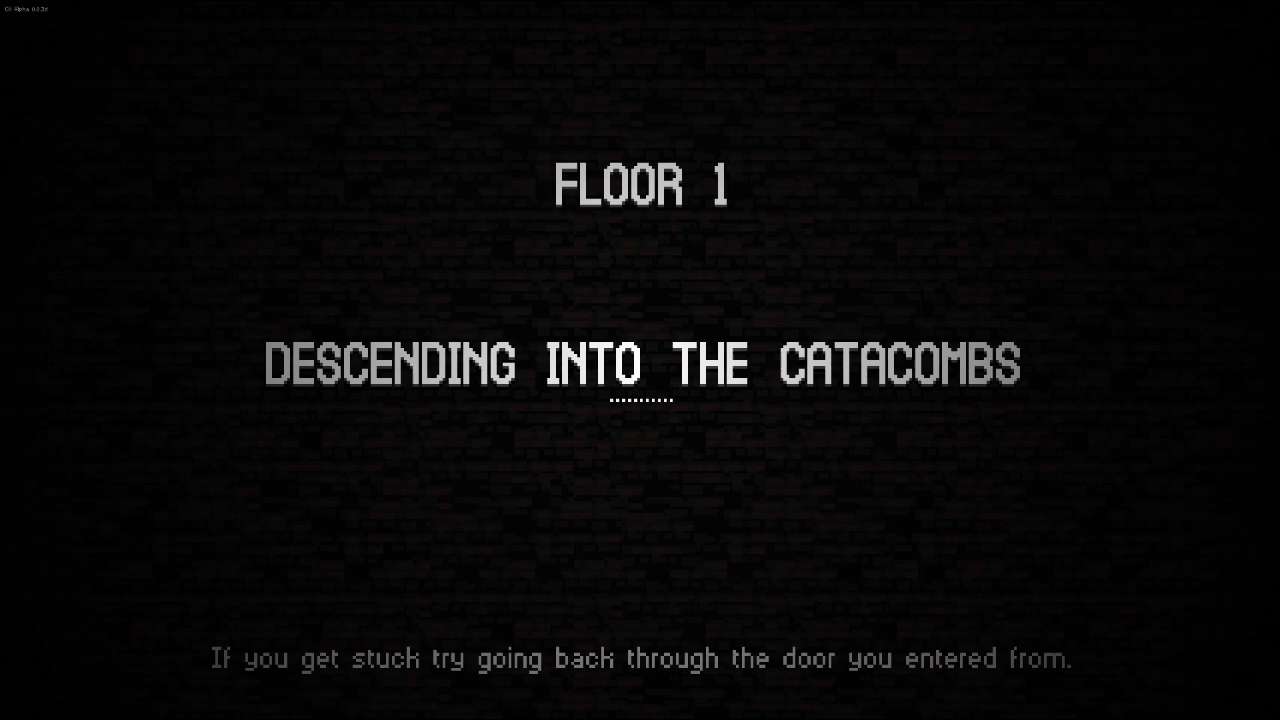 FLOOR 1
DESCENDING INTO THE CATACOMBS
...........
If you get stuck try going back through the door you entered from.